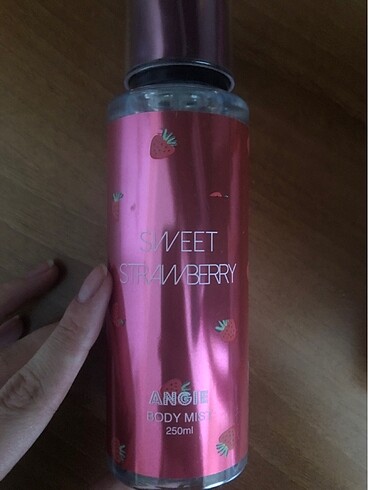 SWEET
STRAWBERRY
ANGIE
BODY MIST
250ml